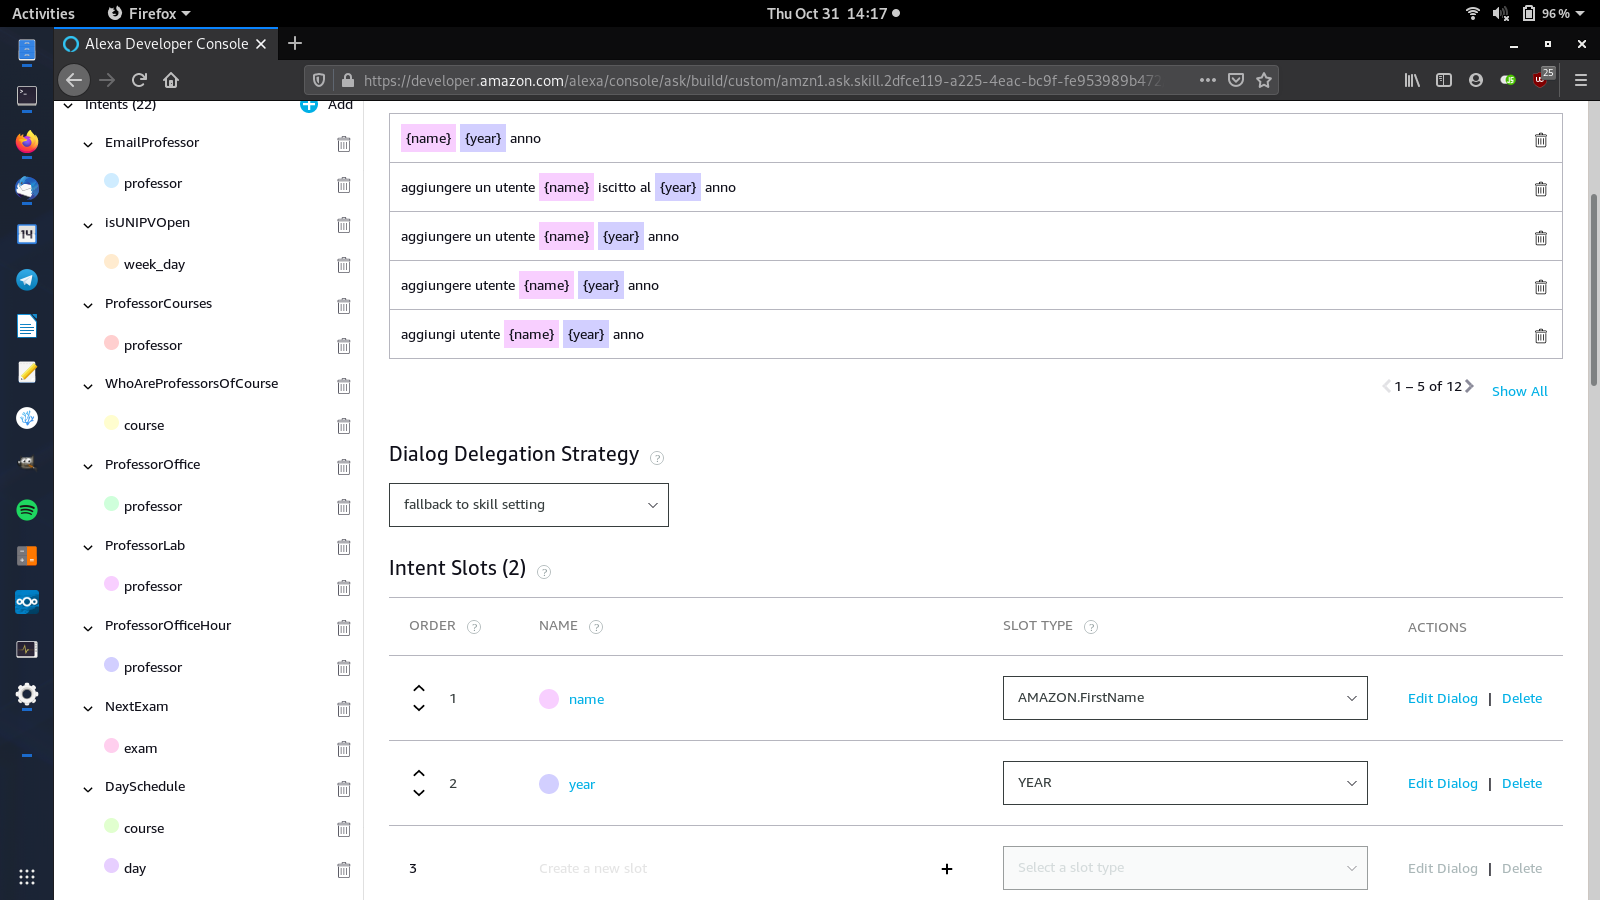 Activities Firefox Thu Oct 31 14:17 96 %
Alexa Developer Console
https://developer.amazon.com/alexa/console/ask/build/custom/amzn1.ask.skill.2dfce119-a225-4eac-bc9f-fe953989b472 25
Intents (22) Add
EmailProfessor
professor
isUNIPVOpen
week_day
ProfessorCourses
professor
WhoAreProfessorsOfCourse
course
ProfessorOffice
professor
ProfessorLab
professor
ProfessorOfficeHour
professor
NextExam
exam
DaySchedule
course
day
{name} {year} anno
aggiungere un utente {name} iscitto al {year} anno
aggiungere un utente {name} {year} anno
aggiungere utente {name} {year} anno
aggiungi utente {name} {year} anno
1 – 5 of 12 Show All
Dialog Delegation Strategy ?
fallback to skill setting
Intent Slots (2) ?
ORDER ? NAME ? SLOT TYPE ? ACTIONS
1 name AMAZON.FirstName Edit Dialog | Delete
2 year YEAR Edit Dialog | Delete
3 Create a new slot + Select a slot type Edit Dialog | Delete
14